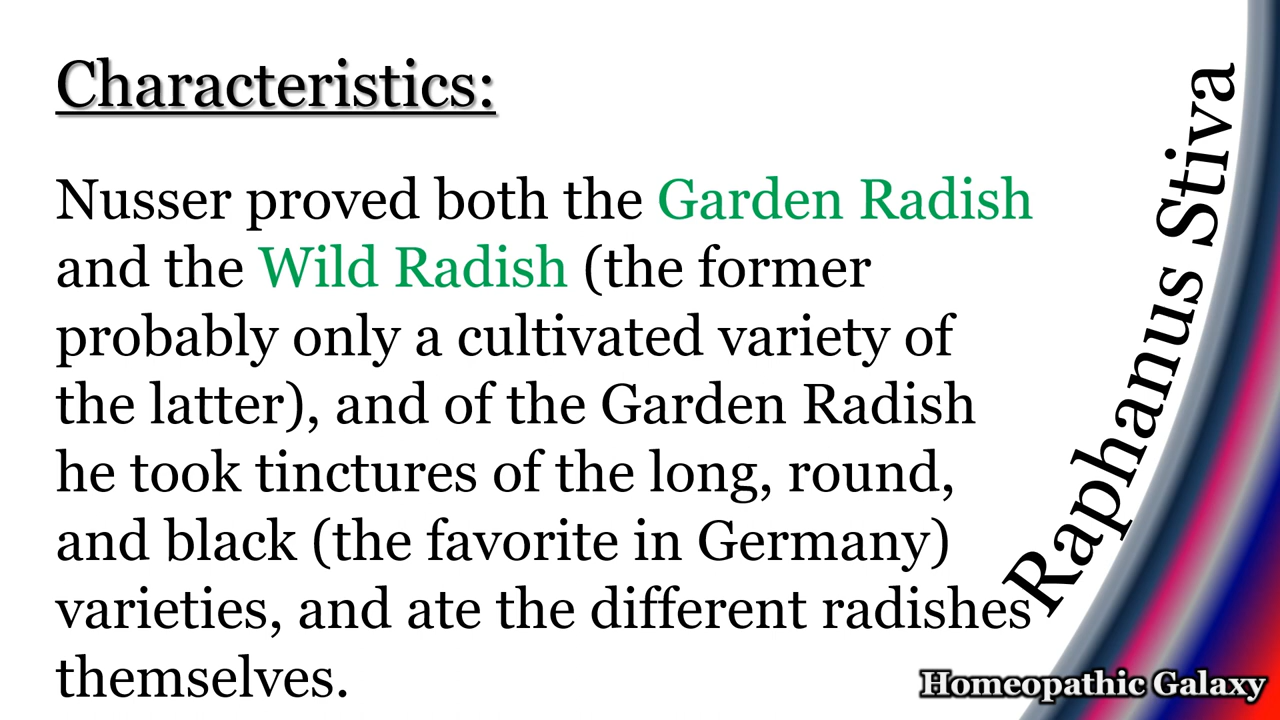 Characteristics:
Nusser proved both the Garden Radish
and the Wild Radish (the former
probably only a cultivated variety of
the latter), and of the Garden Radish
he took tinctures of the long, round,
and black (the favorite in Germany)
varieties, and ate the different radishes
themselves.
Raphanus Stiva
Homeopathic Galaxy